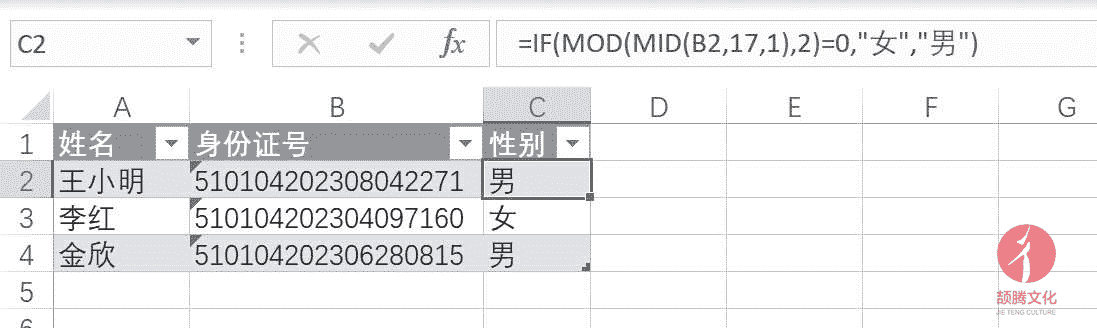 C2 fx =IF(MOD(MID(B2,17,1),2)=0,"女","男")
A B C D E F G
1 姓名 身份证号 性别
2 王小明 510104202308042271 男
3 李红 510104202304097160 女
4 金欣 510104202306280815 男
5
6
颉腾文化
JIE TENG CULTURE